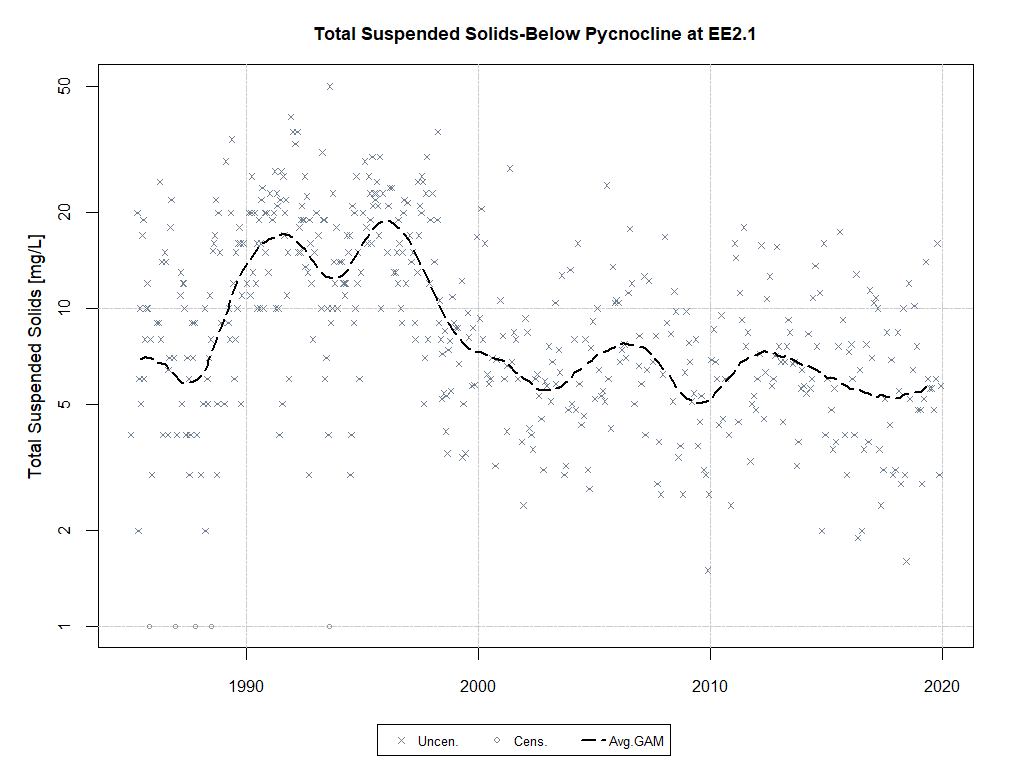 Total Suspended Solids-Below Pycnocline at EE2.1
Total Suspended Solids [mg/L]
50
20
10
5
2
1
1990 2000 2010 2020
Uncen. Cens. Avg.GAM